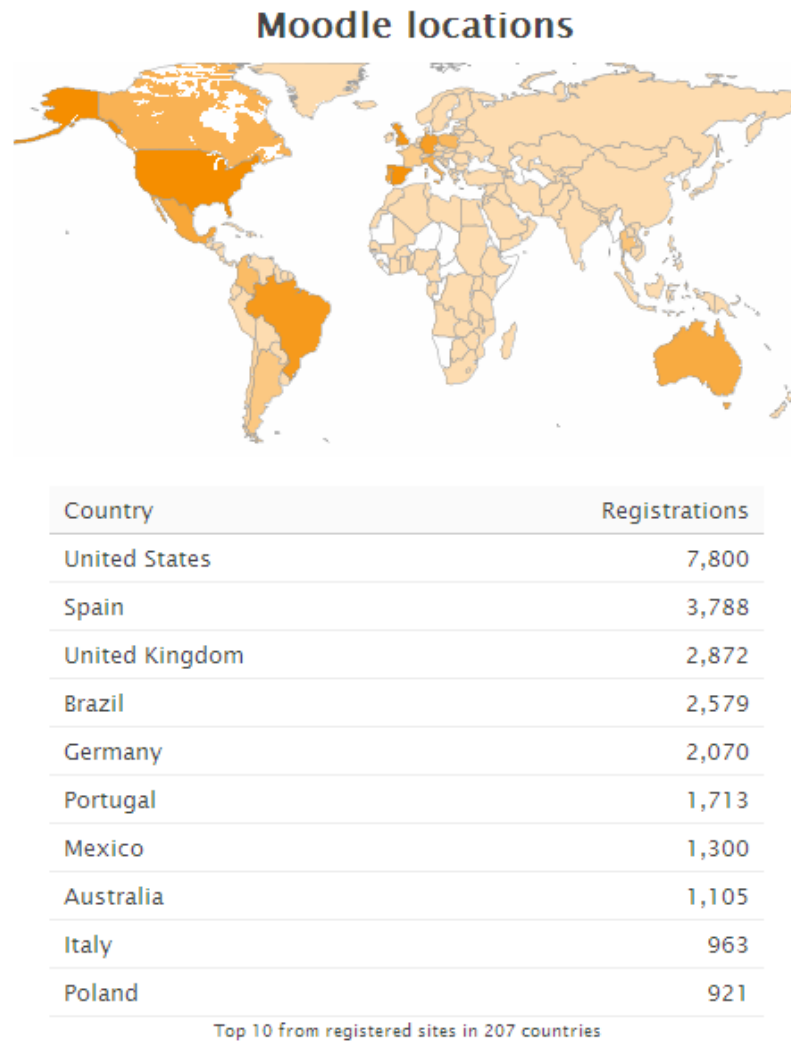 Moodle locations
Country Registrations
United States 7,800
Spain 3,788
United Kingdom 2,872
Brazil 2,579
Germany 2,070
Portugal 1,713
Mexico 1,300
Australia 1,105
Italy 963
Poland 921
Top 10 from registered sites in 207 countries